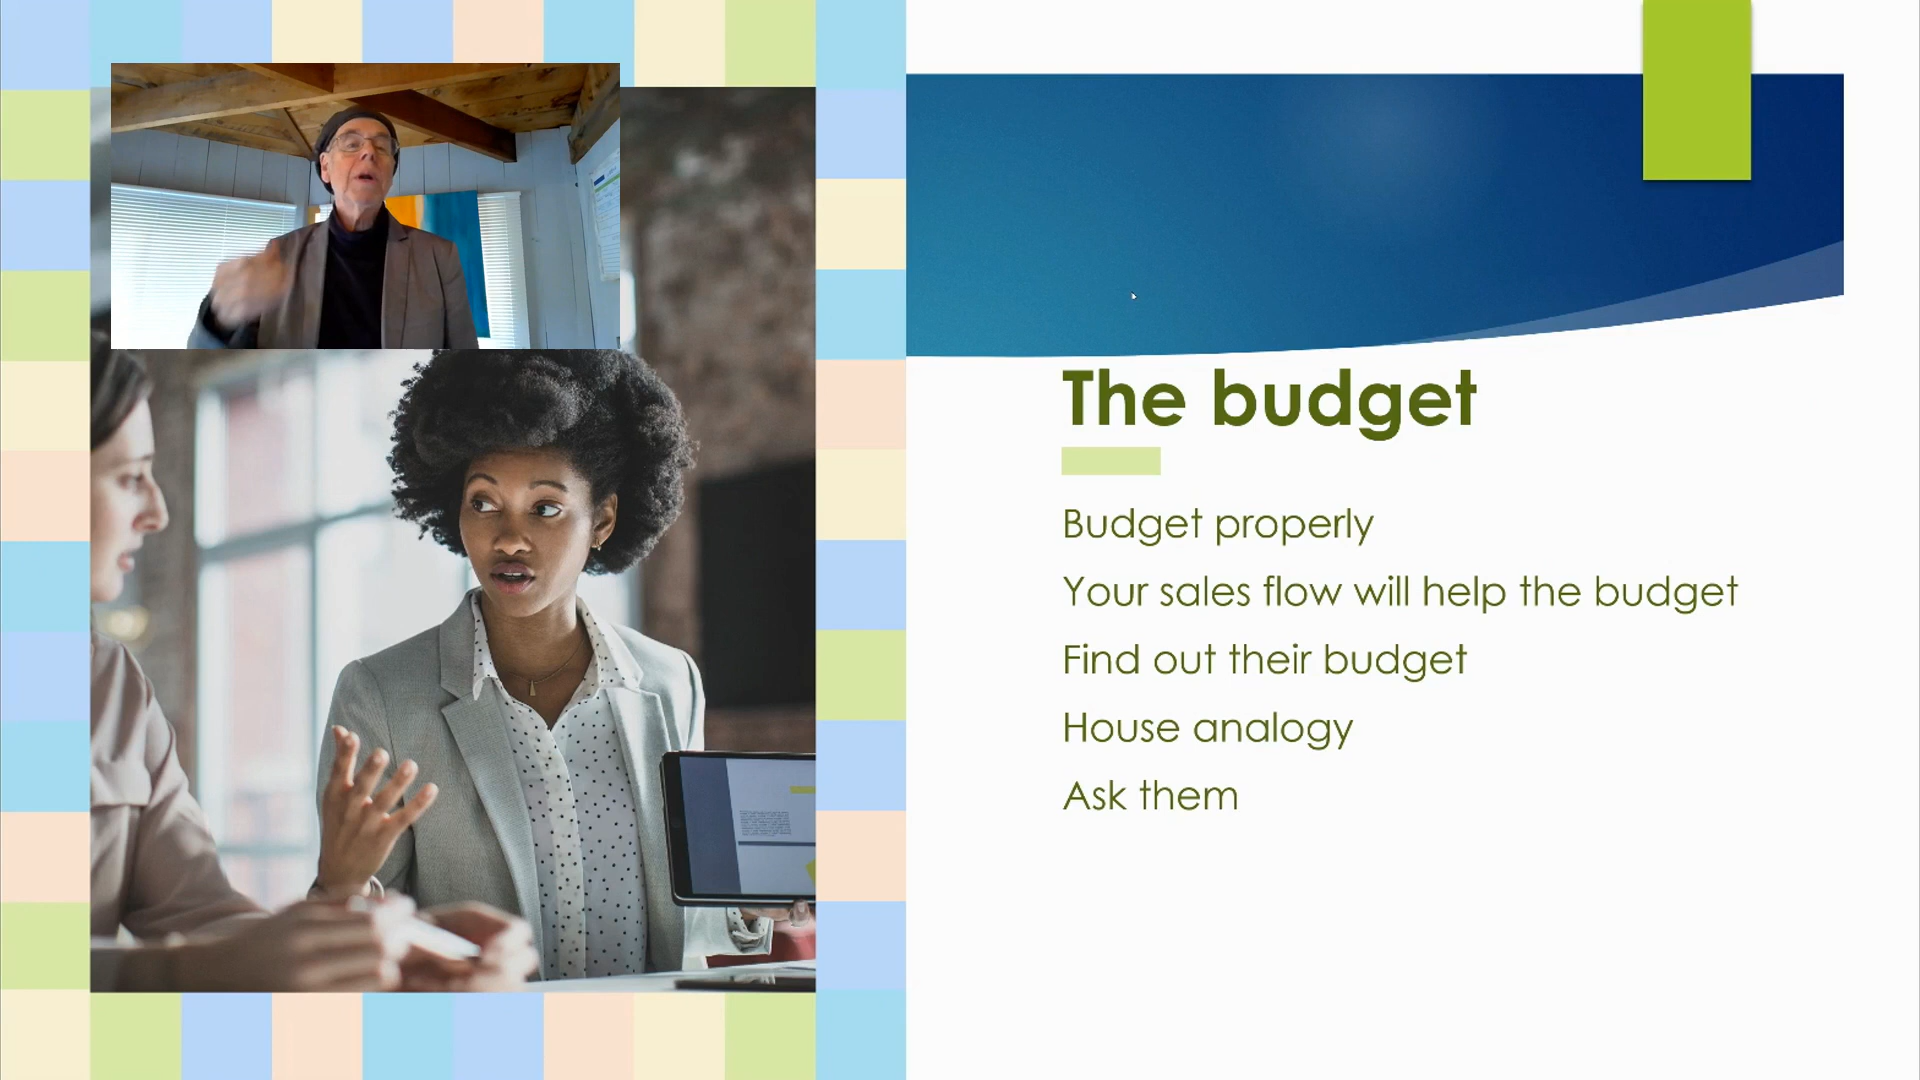 The budget
Budget properly
Your sales flow will help the budget
Find out their budget
House analogy
Ask them